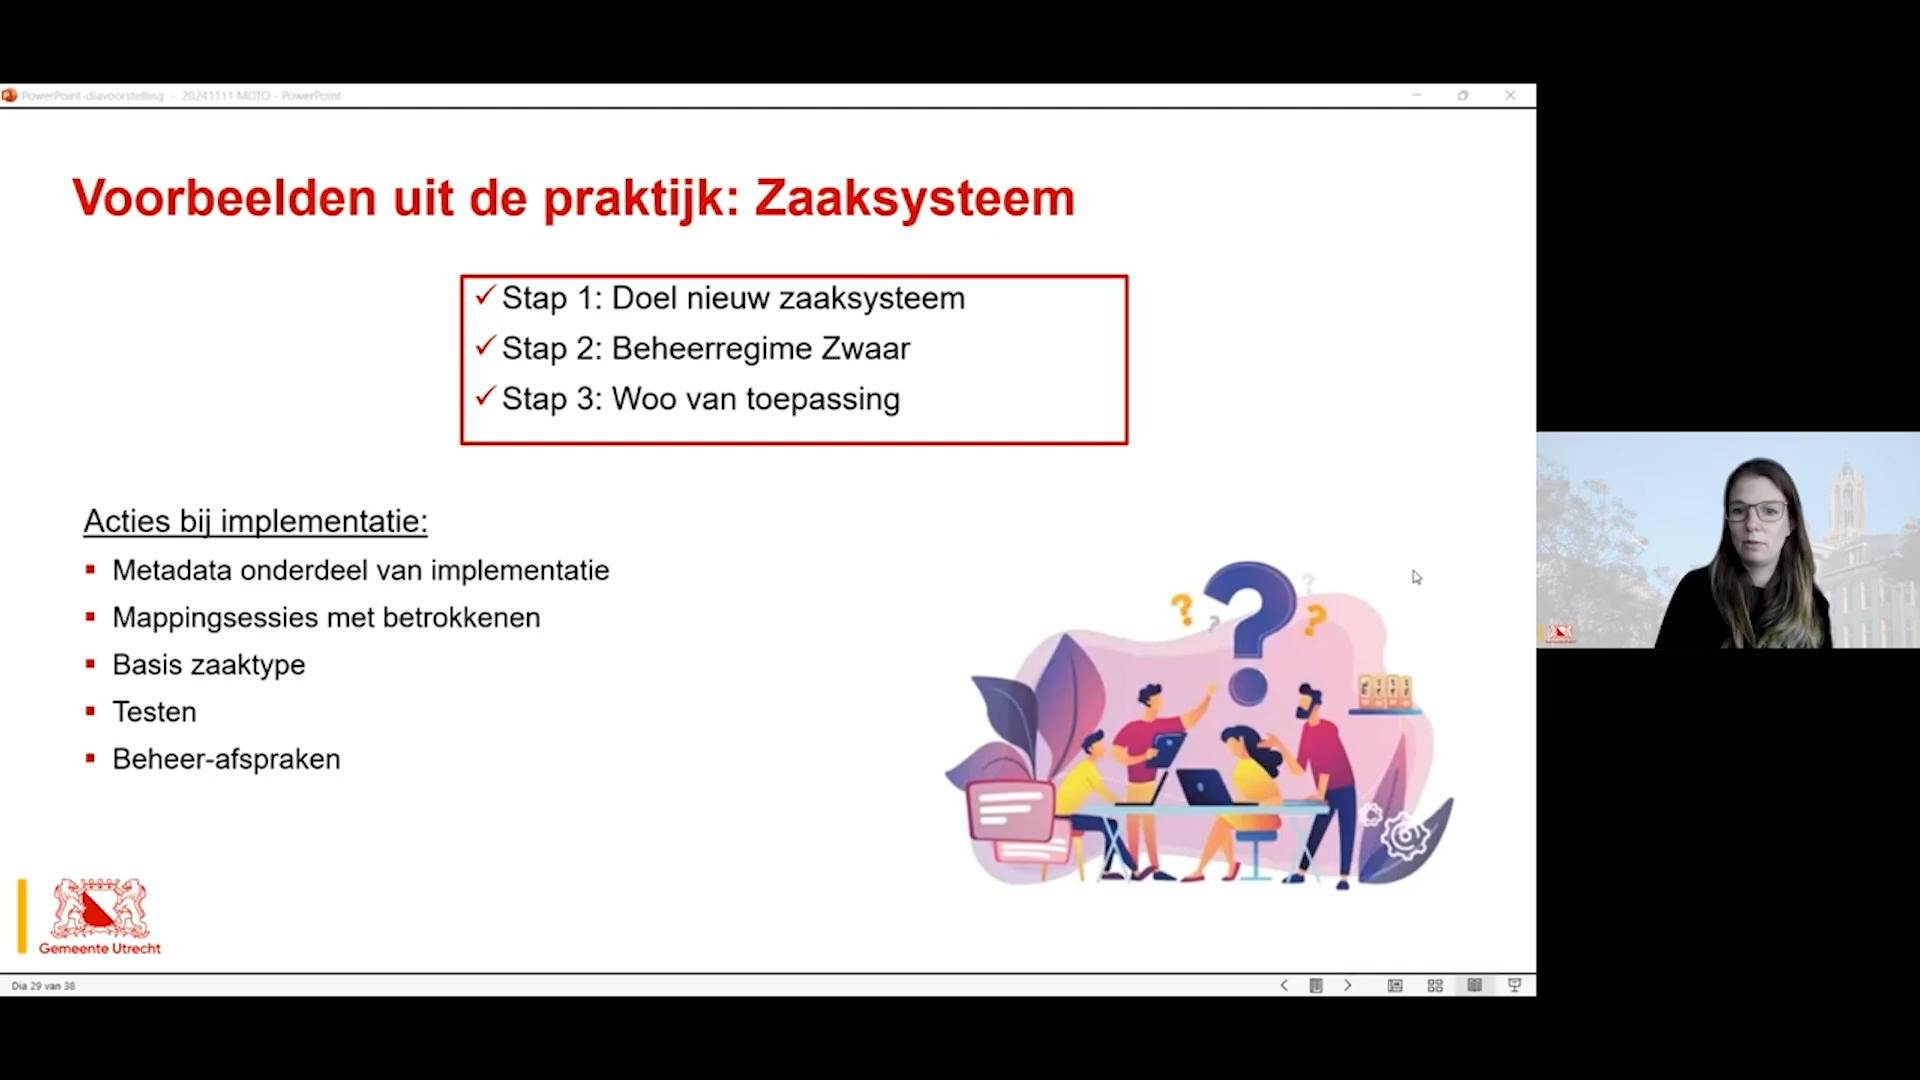 PowerPoint-diavoorstelling - 20241111 MDTO - PowerPoint
Voorbeelden uit de praktijk: Zaaksysteem
✓ Stap 1: Doel nieuw zaaksysteem
✓ Stap 2: Beheerregime Zwaar
✓ Stap 3: Woo van toepassing
Acties bij implementatie:
▪ Metadata onderdeel van implementatie
▪ Mappingsessies met betrokkenen
▪ Basis zaaktype
▪ Testen
▪ Beheer-afspraken
? ? ? ? ?
Gemeente Utrecht
Dia 29 van 38